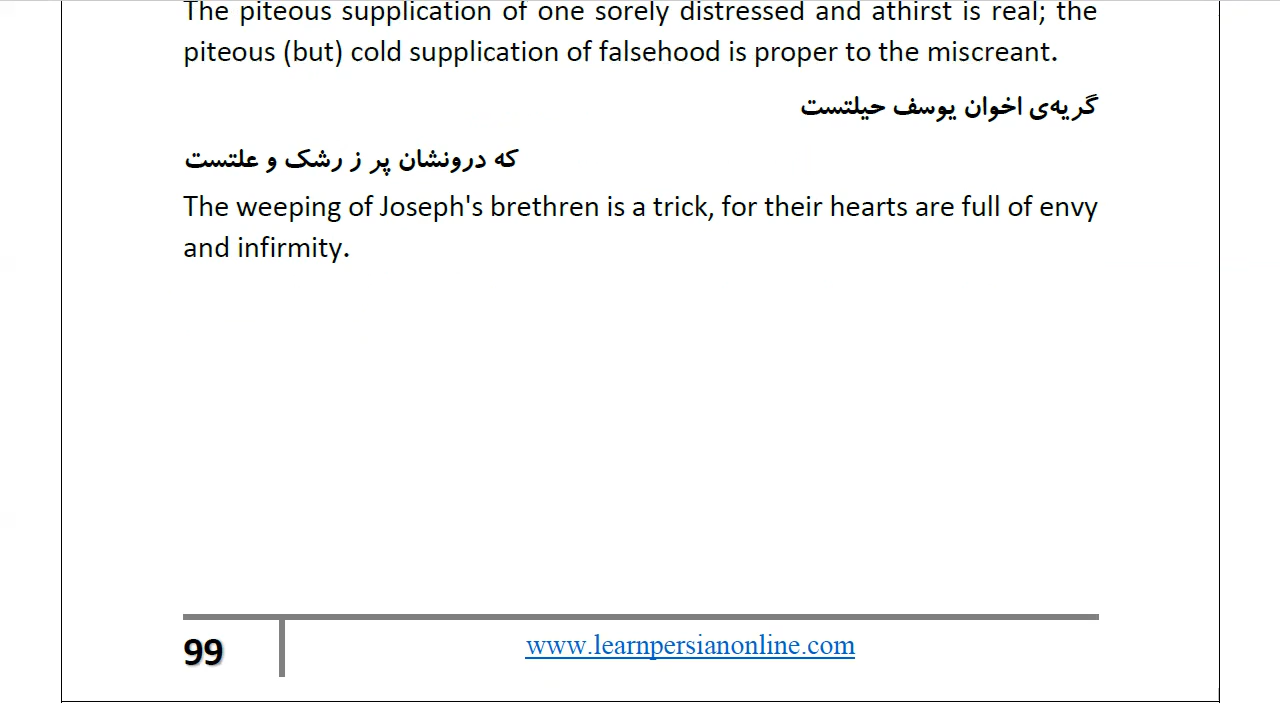 The piteous supplication of one sorely distressed and athirst is real; the
piteous (but) cold supplication of falsehood is proper to the miscreant.
گریه‌ی اخوان یوسف حیلتست
که درونشان پر ز رشک و علتست
The weeping of Joseph's brethren is a trick, for their hearts are full of envy
and infirmity.
99
www.learnpersianonline.com